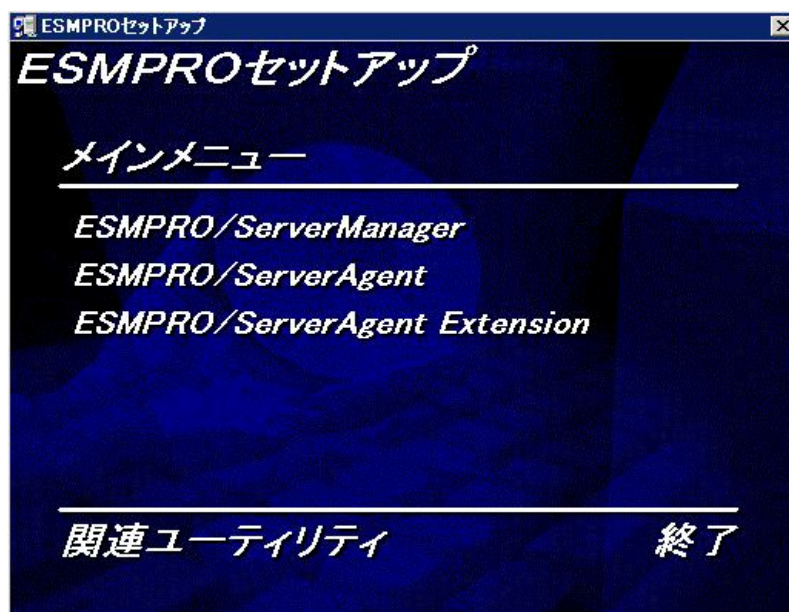 ESMPROセットアップ
ESMPROセットアップ
メインメニュー
ESMPRO/ServerManager
ESMPRO/ServerAgent
ESMPRO/ServerAgent Extension
関連ユーティリティ 終了